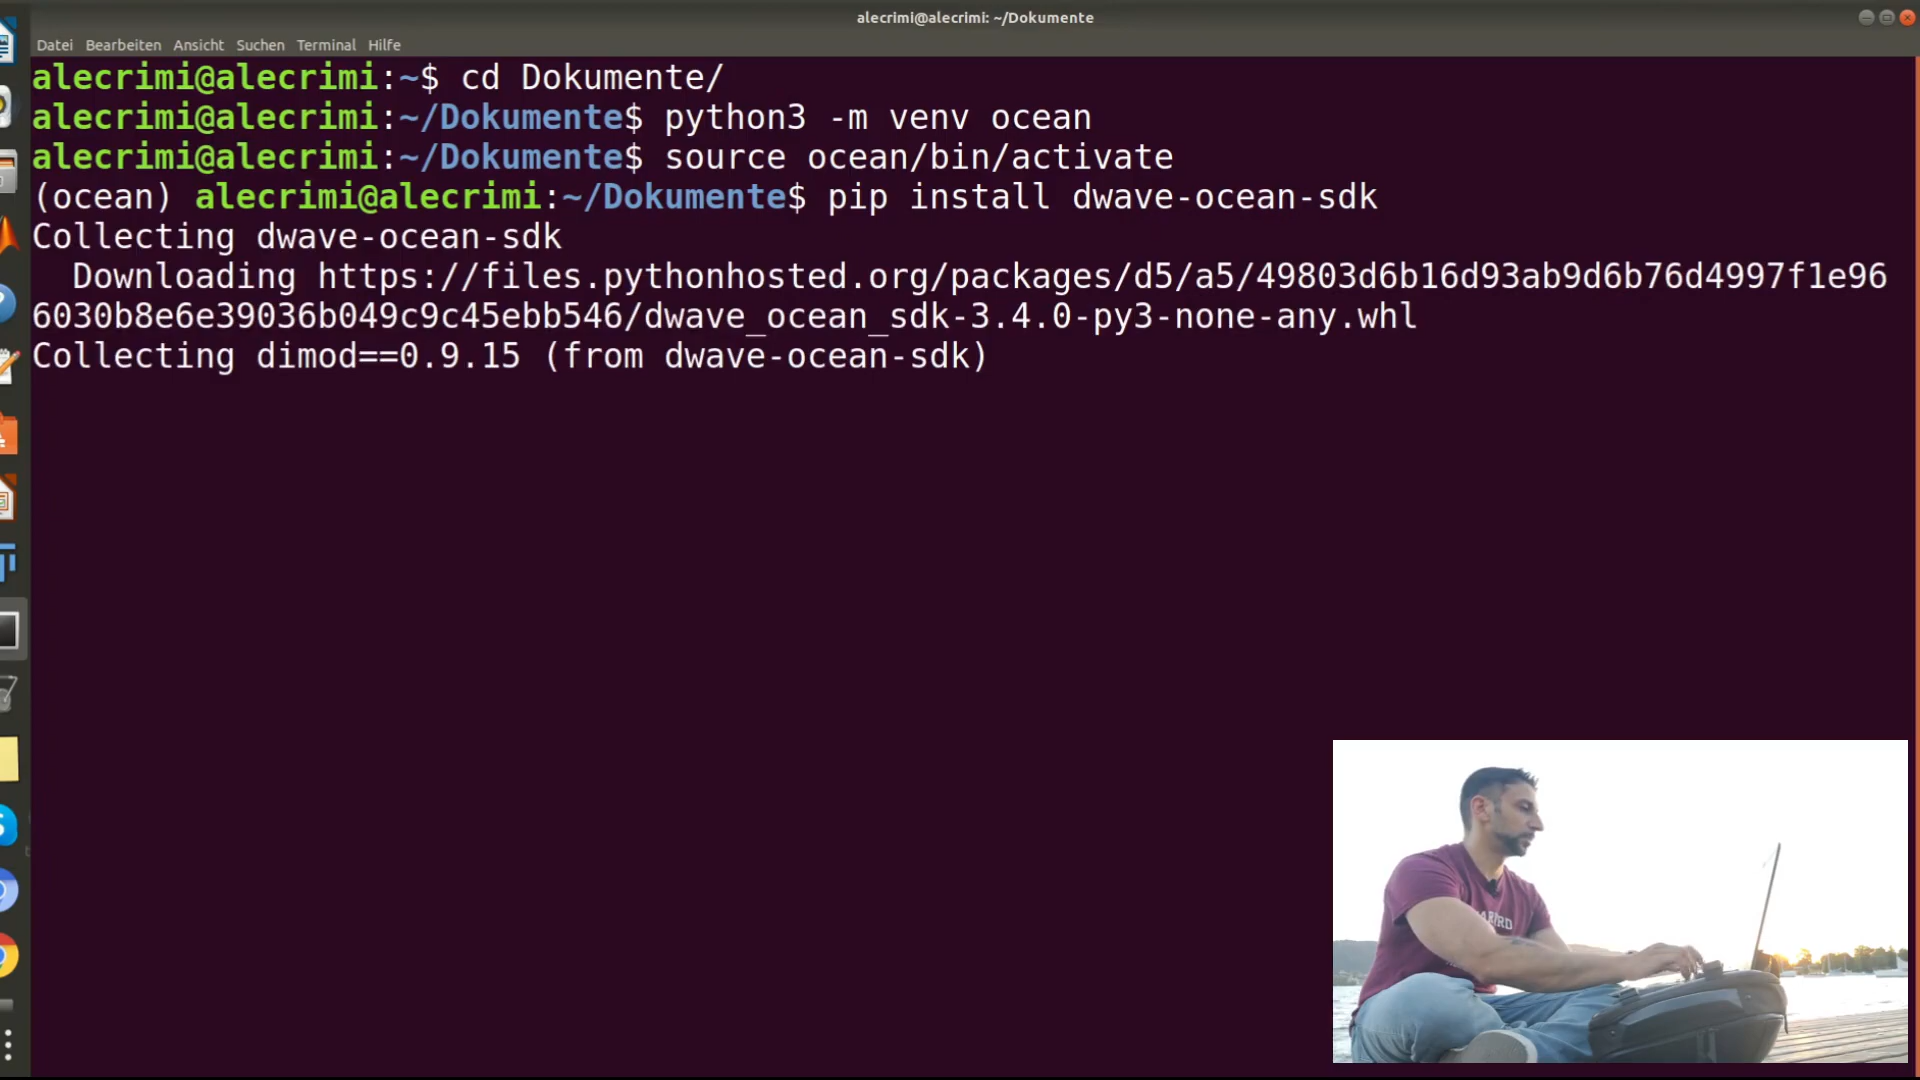 alecrimi@alecrimi: ~/Dokumente
Datei Bearbeiten Ansicht Suchen Terminal Hilfe
alecrimi@alecrimi:~$ cd Dokumente/
alecrimi@alecrimi:~/Dokumente$ python3 -m venv ocean
alecrimi@alecrimi:~/Dokumente$ source ocean/bin/activate
(ocean) alecrimi@alecrimi:~/Dokumente$ pip install dwave-ocean-sdk
Collecting dwave-ocean-sdk
Downloading https://files.pythonhosted.org/packages/d5/a5/49803d6b16d93ab9d6b76d4997f1e96
6030b8e6e39036b049c9c45ebb546/dwave_ocean_sdk-3.4.0-py3-none-any.whl
Collecting dimod==0.9.15 (from dwave-ocean-sdk)